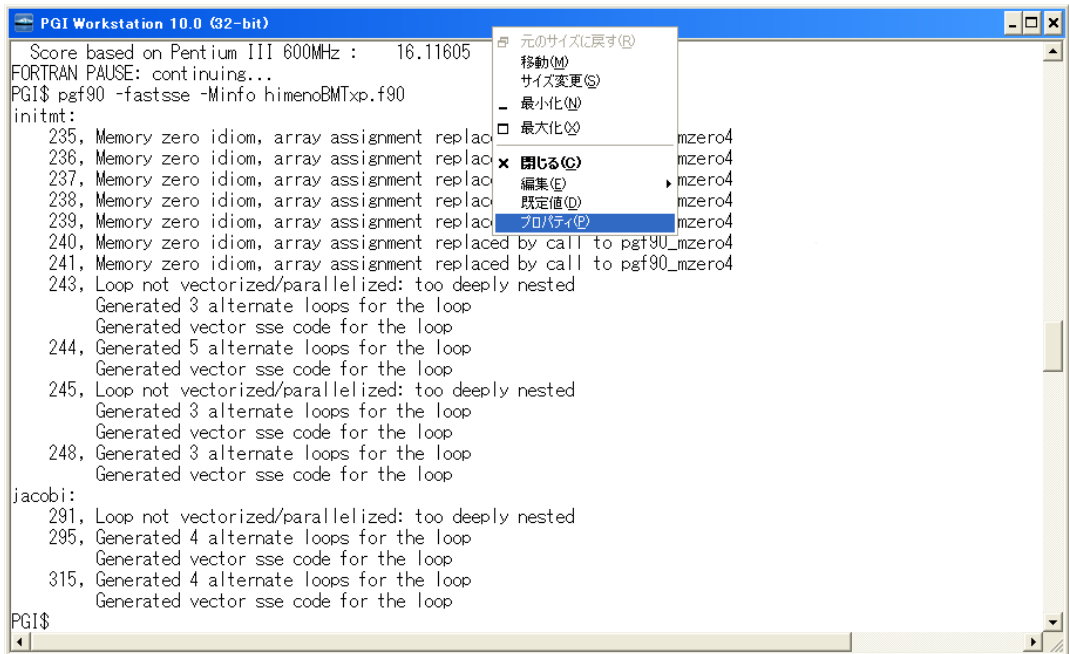 PGI Workstation 10.0 (32-bit)
Score based on Pentium III 600MHz : 16.11605
FORTRAN PAUSE: continuing...
PGI$ pgf90 -fastsse -Minfo himenoBMTxp.f90
initmt:
235, Memory zero idiom, array assignment replac mzero4
236, Memory zero idiom, array assignment replac mzero4
237, Memory zero idiom, array assignment replac mzero4
238, Memory zero idiom, array assignment replac mzero4
239, Memory zero idiom, array assignment replac mzero4
240, Memory zero idiom, array assignment replaced by call to pgf90_mzero4
241, Memory zero idiom, array assignment replaced by call to pgf90_mzero4
243, Loop not vectorized/parallelized: too deeply nested
Generated 3 alternate loops for the loop
Generated vector sse code for the loop
244, Generated 5 alternate loops for the loop
Generated vector sse code for the loop
245, Loop not vectorized/parallelized: too deeply nested
Generated 3 alternate loops for the loop
Generated vector sse code for the loop
248, Generated 3 alternate loops for the loop
Generated vector sse code for the loop
jacobi:
291, Loop not vectorized/parallelized: too deeply nested
295, Generated 4 alternate loops for the loop
Generated vector sse code for the loop
315, Generated 4 alternate loops for the loop
Generated vector sse code for the loop
PGI$
元のサイズに戻す(R)
移動(M)
サイズ変更(S)
最小化(N)
最大化(X)
閉じる(C)
編集(E)
既定値(D)
プロパティ(P)